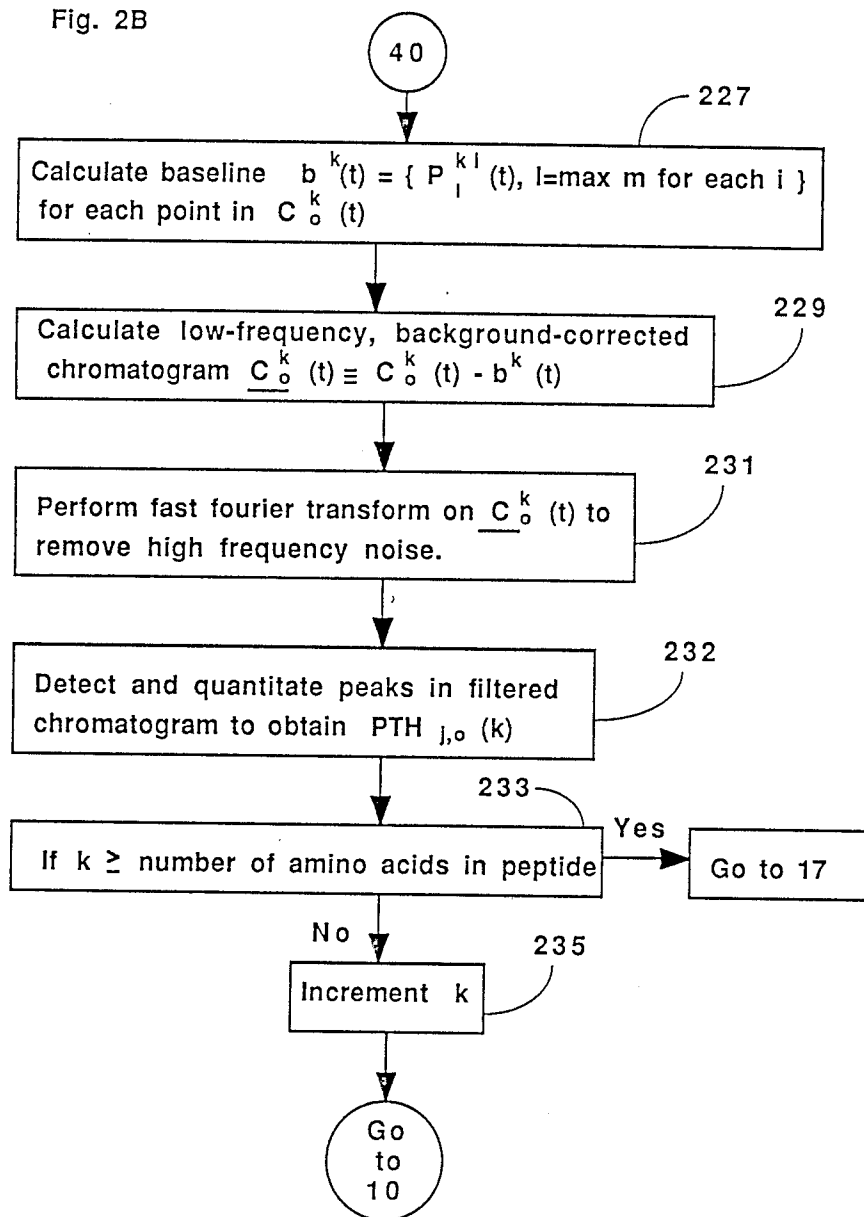 Fig. 2B
40
227
Calculate baseline b^k(t) = { P_l^{kl}(t), l=max m for each i }
for each point in C_o^k(t)
229
Calculate low-frequency, background-corrected
chromatogram C_o^k(t) ≡ C_o^k(t) - b^k(t)
231
Perform fast fourier transform on C_o^k(t) to
remove high frequency noise.
232
Detect and quantitate peaks in filtered
chromatogram to obtain PTH j,o (k)
233
Yes
If k ≥ number of amino acids in peptide
Go to 17
No
235
Increment k
Go
to
10